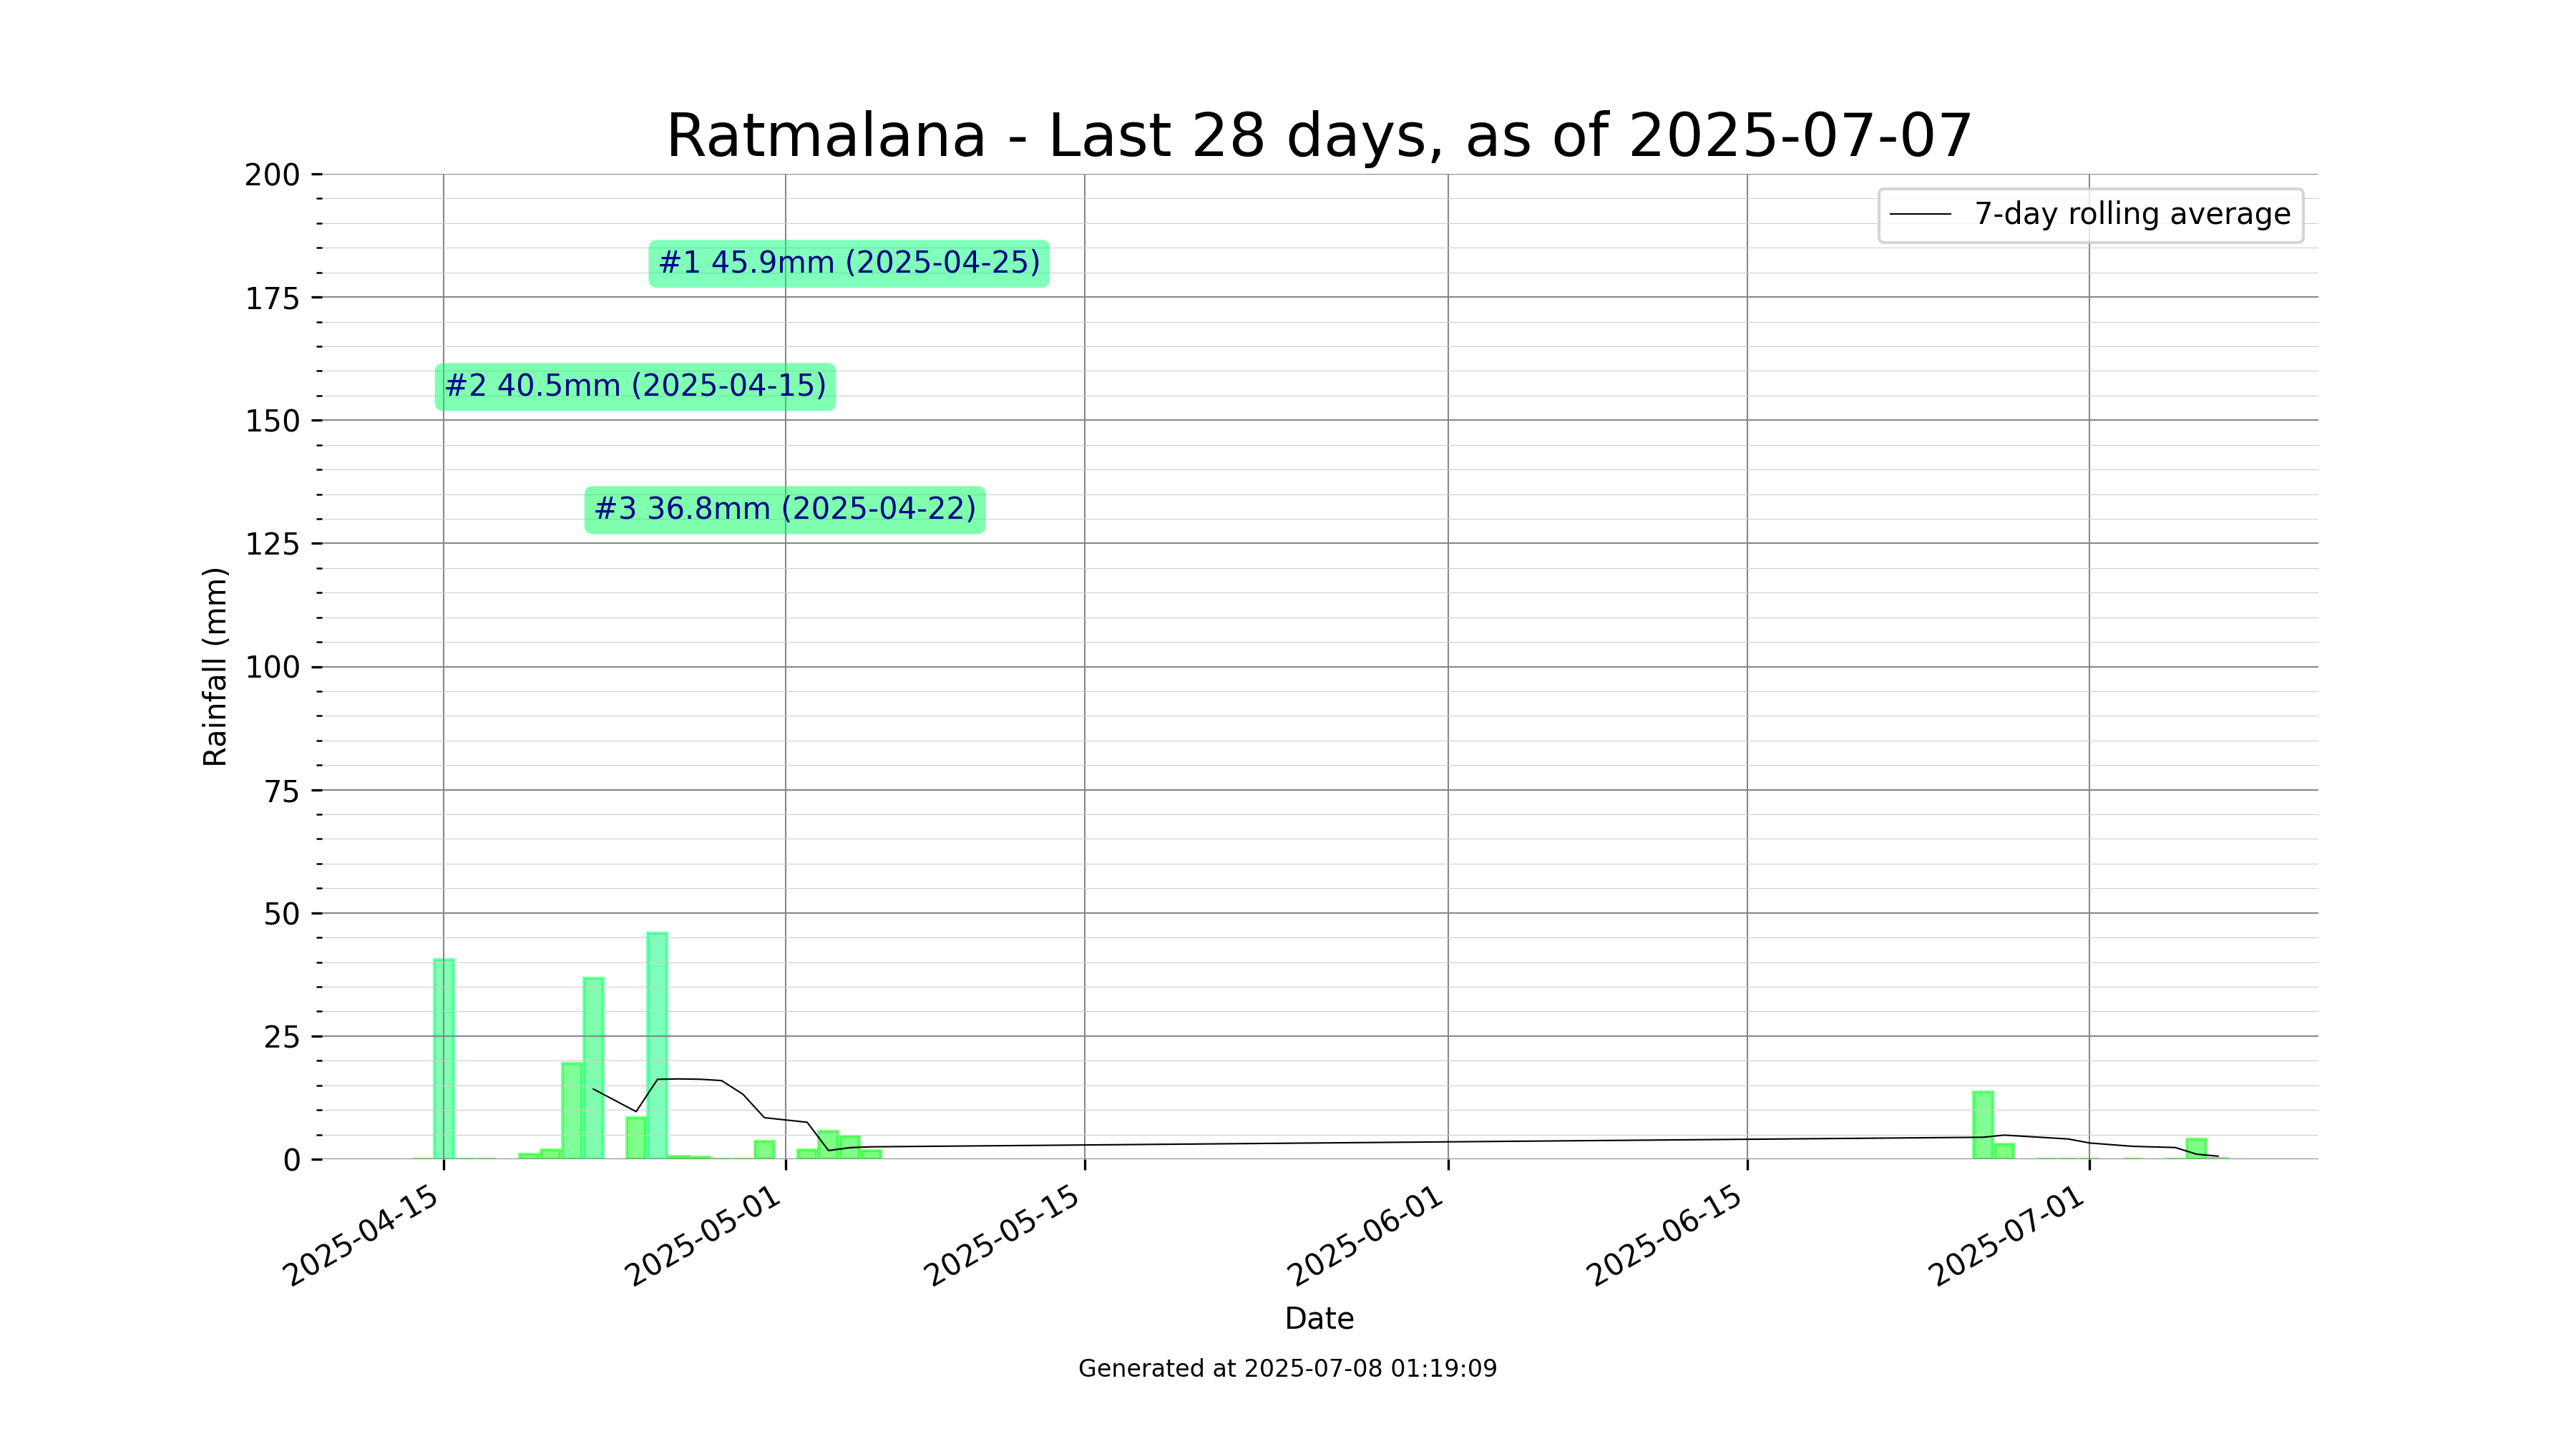 Ratmalana - Last 28 days, as of 2025-07-07
7-day rolling average
#1 45.9mm (2025-04-25)
#2 40.5mm (2025-04-15)
#3 36.8mm (2025-04-22)
Rainfall (mm)
200
175
150
125
100
75
50
25
0
2025-04-15
2025-05-01
2025-05-15
2025-06-01
2025-06-15
2025-07-01
Date
Generated at 2025-07-08 01:19:09